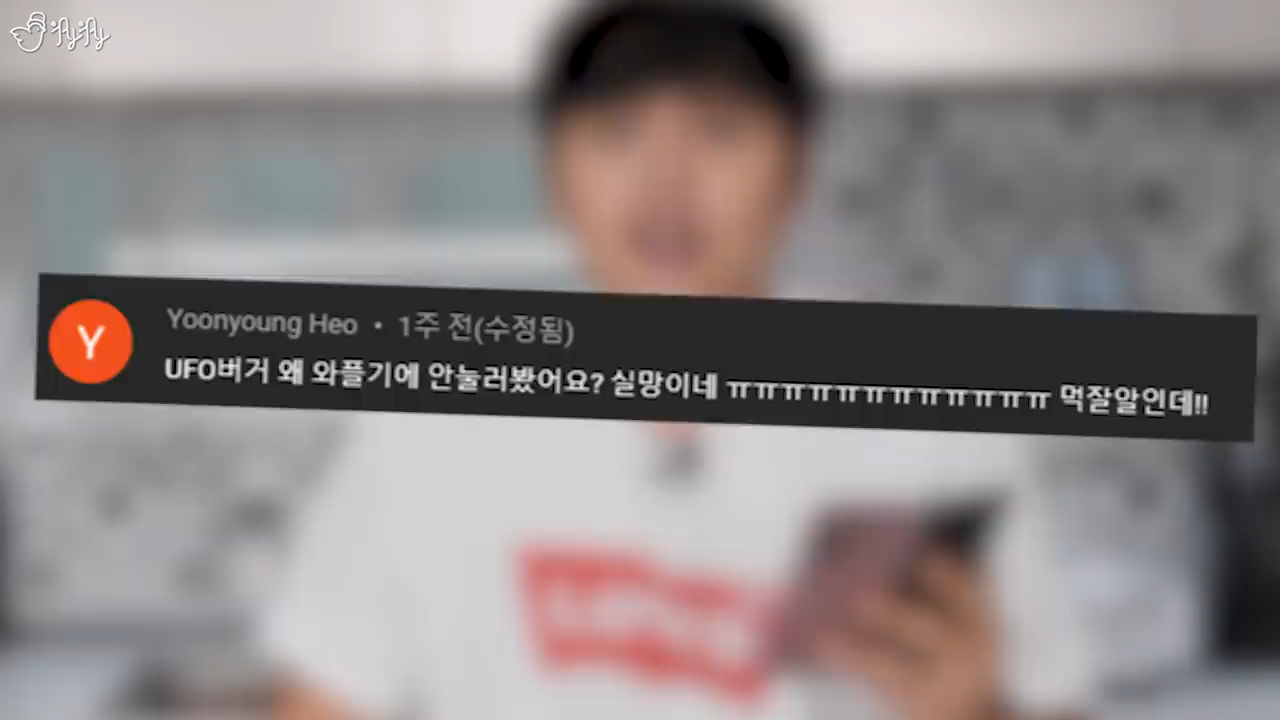 Yoonyoung Heo • 1주 전(수정됨)
UFO버거 왜 와플기에 안눌러봤어요? 실망이네 ㅠㅠㅠㅠㅠㅠㅠㅠㅠㅠㅠㅠ 먹잘알인데!!
Y